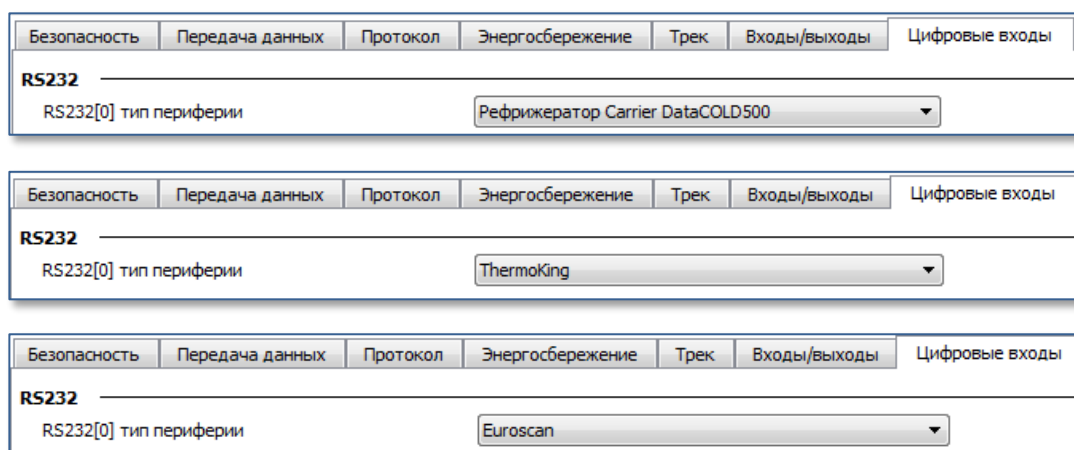 Безопасность Передача данных Протокол Энергосбережение Трек Входы/выходы Цифровые входы
RS232
RS232[0] тип периферии Рефрижератор Carrier DataCOLD500
Безопасность Передача данных Протокол Энергосбережение Трек Входы/выходы Цифровые входы
RS232
RS232[0] тип периферии ThermoKing
Безопасность Передача данных Протокол Энергосбережение Трек Входы/выходы Цифровые входы
RS232
RS232[0] тип периферии Euroscan